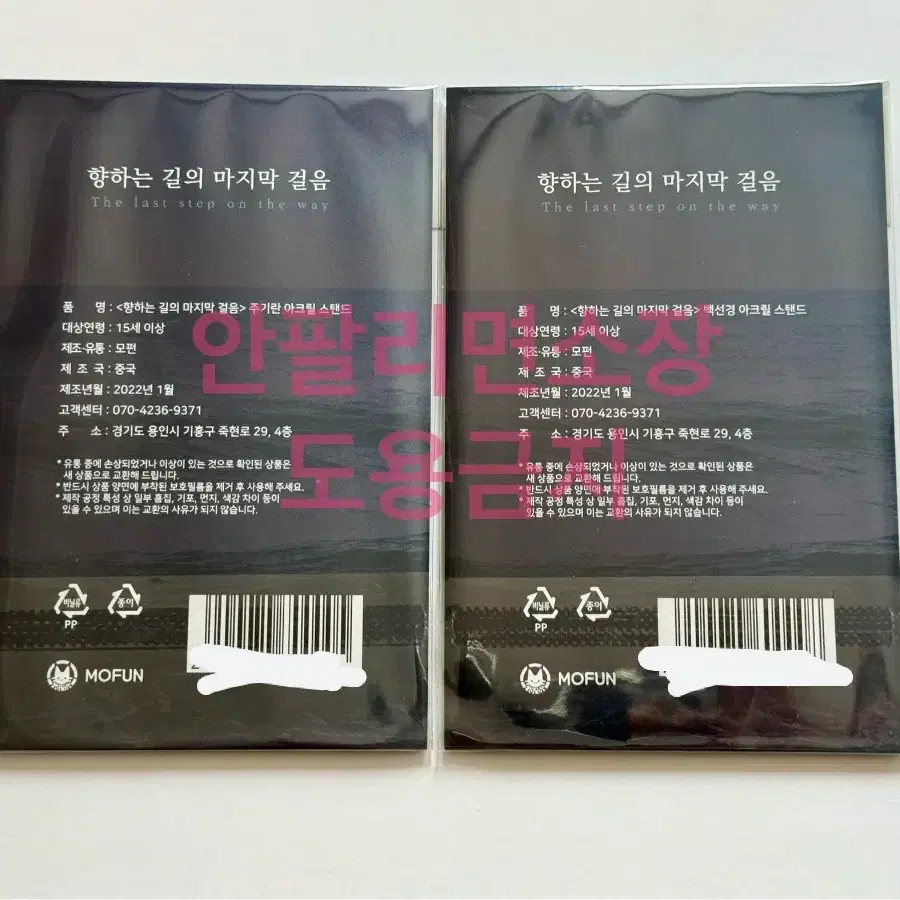 향하는 길의 마지막 걸음
The last step on the way
품 명 : <향하는 길의 마지막 걸음> 주기란 아크릴 스탠드
대상연령 : 15세 이상
제조·유통 : 모펀
제 조 국 : 중국
제조년월 : 2022년 1월
고객센터 : 070-4236-9371
주 소 : 경기도 용인시 기흥구 죽현로 29, 4층
* 유통 중에 손상되었거나 이상이 있는 것으로 확인된 상품은
새 상품으로 교환해 드립니다.
* 반드시 상품 양면에 부착된 보호필름을 제거 후 사용해 주세요.
* 제작 공정 특성 상 일부 흠집, 기포, 먼지, 색감 차이 등이
있을 수 있으며 이는 교환의 사유가 되지 않습니다.
비닐류
PP
종이
MOFUN
향하는 길의 마지막 걸음
The last step on the way
품 명 : <향하는 길의 마지막 걸음> 백선경 아크릴 스탠드
대상연령 : 15세 이상
제조·유통 : 모펀
제 조 국 : 중국
제조년월 : 2022년 1월
고객센터 : 070-4236-9371
주 소 : 경기도 용인시 기흥구 죽현로 29, 4층
* 유통 중에 손상되었거나 이상이 있는 것으로 확인된 상품은
새 상품으로 교환해 드립니다.
* 반드시 상품 양면에 부착된 보호필름을 제거 후 사용해 주세요.
* 제작 공정 특성 상 일부 흠집, 기포, 먼지, 색감 차이 등이
있을 수 있으며 이는 교환의 사유가 되지 않습니다.
비닐류
PP
종이
MOFUN
안팔리면소장
도용금지